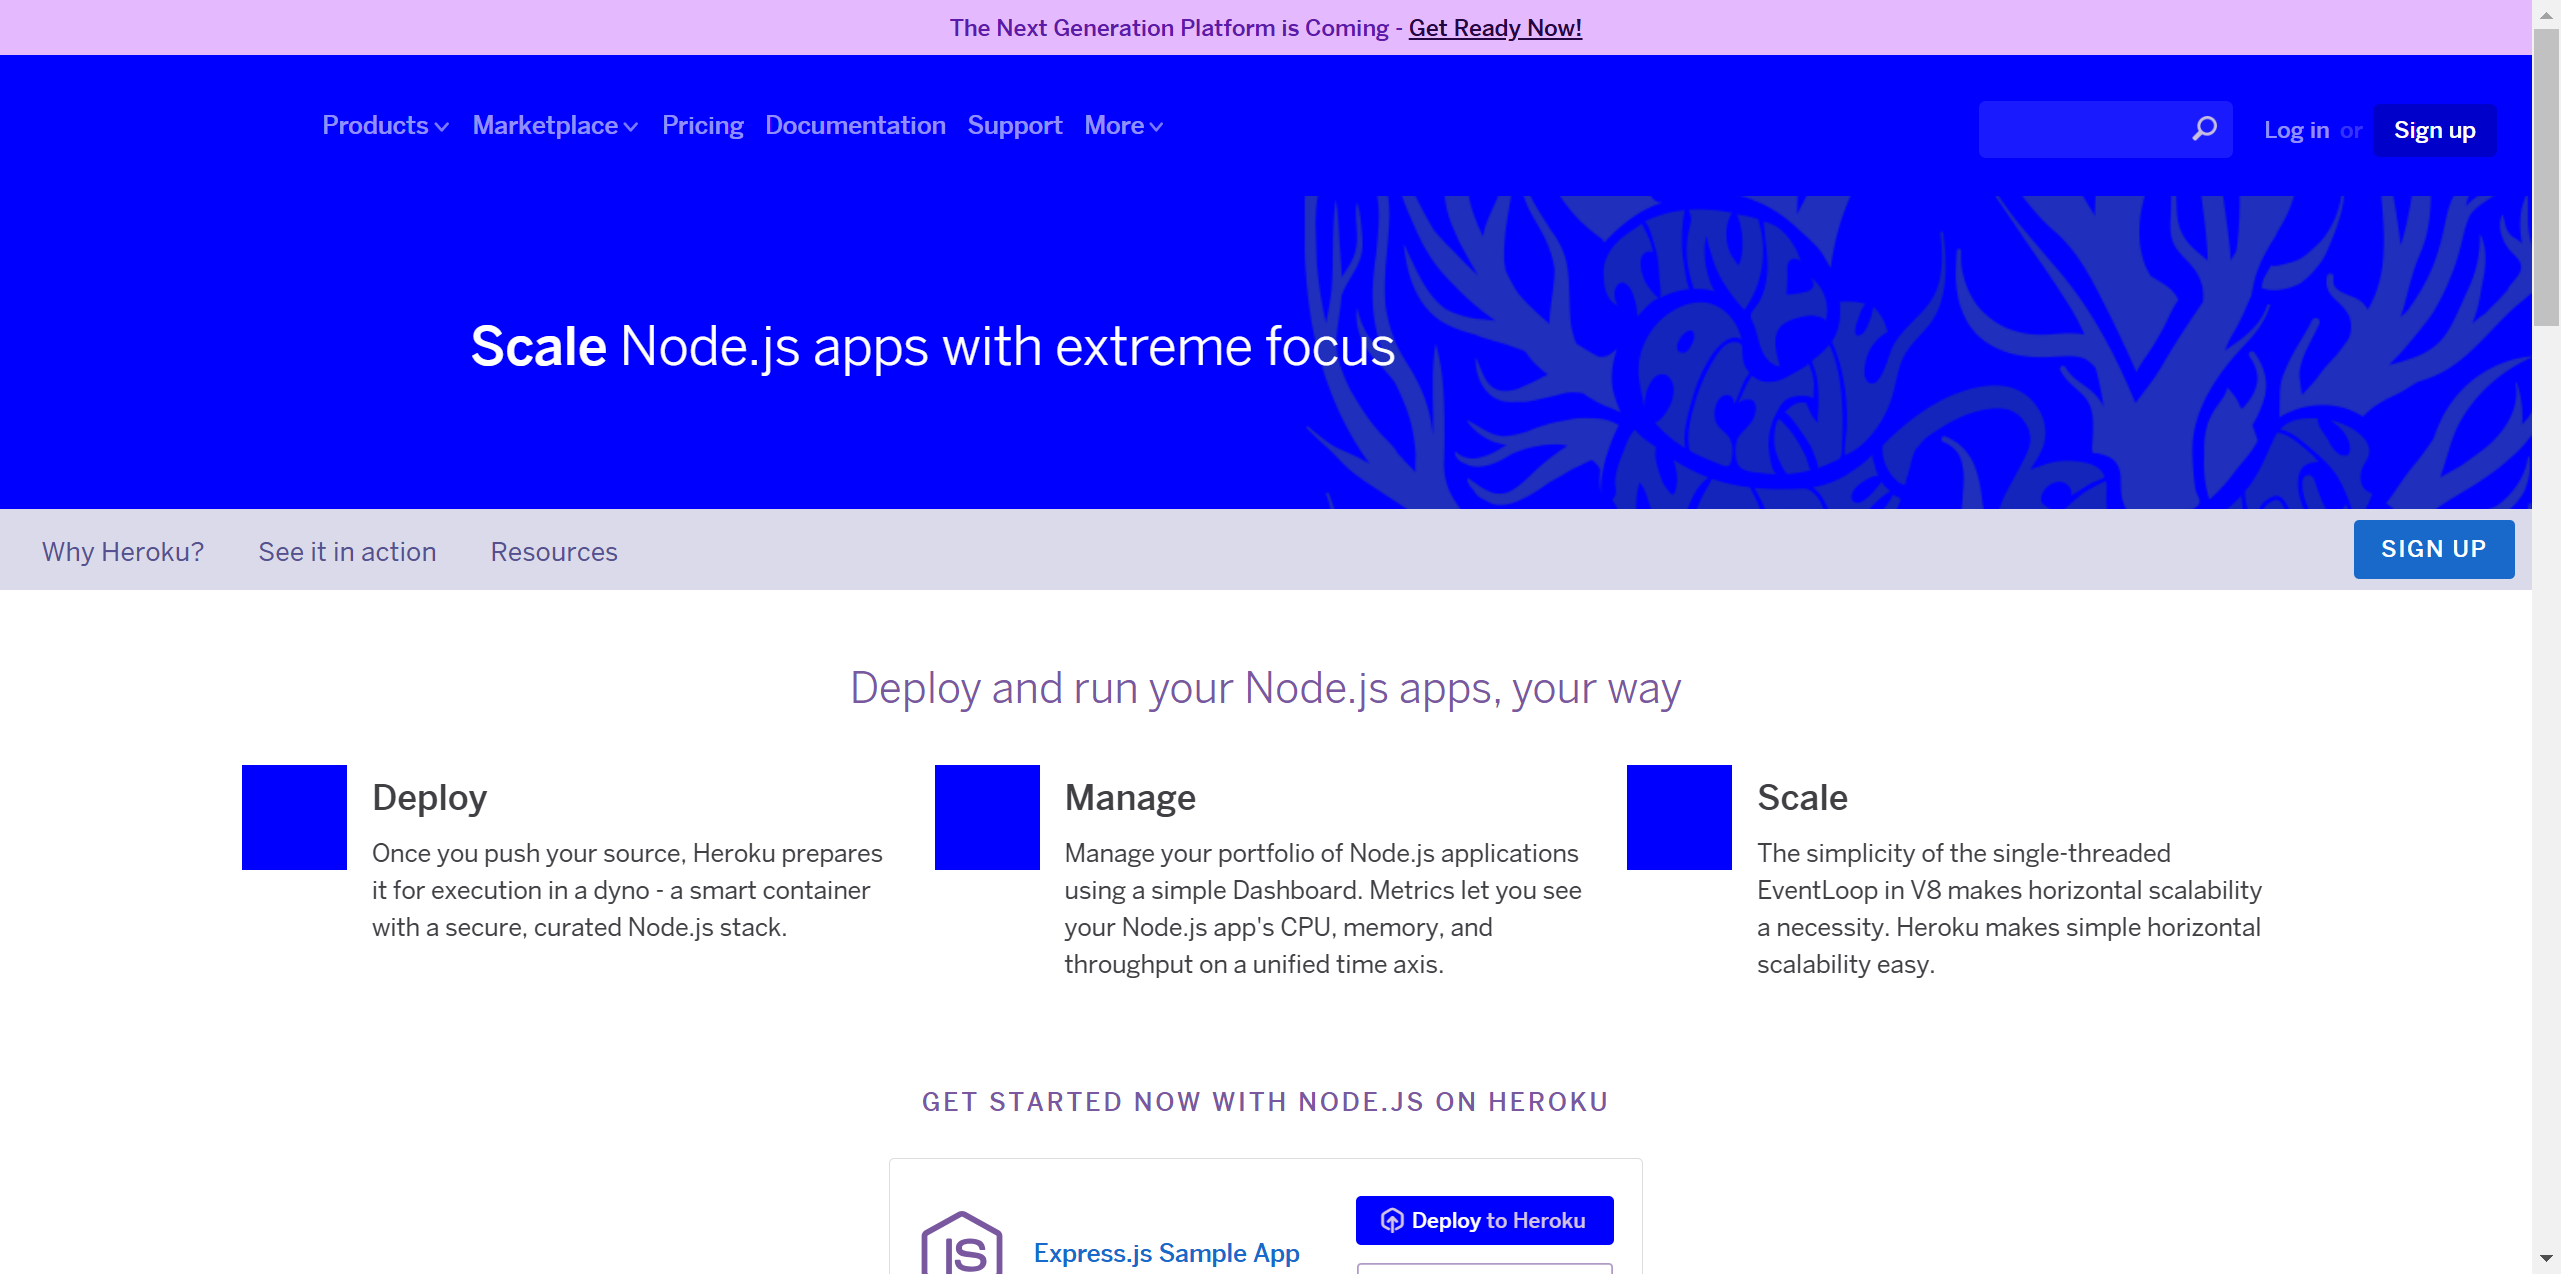 The Next Generation Platform is Coming - Get Ready Now!
Products Marketplace Pricing Documentation Support More
Log in or Sign up
Scale Node.js apps with extreme focus
Why Heroku? See it in action Resources
SIGN UP
Deploy and run your Node.js apps, your way
Deploy
Once you push your source, Heroku prepares
it for execution in a dyno - a smart container
with a secure, curated Node.js stack.
Manage
Manage your portfolio of Node.js applications
using a simple Dashboard. Metrics let you see
your Node.js app's CPU, memory, and
throughput on a unified time axis.
Scale
The simplicity of the single-threaded
EventLoop in V8 makes horizontal scalability
a necessity. Heroku makes simple horizontal
scalability easy.
GET STARTED NOW WITH NODE.JS ON HEROKU
JS
Express.js Sample App
Deploy to Heroku